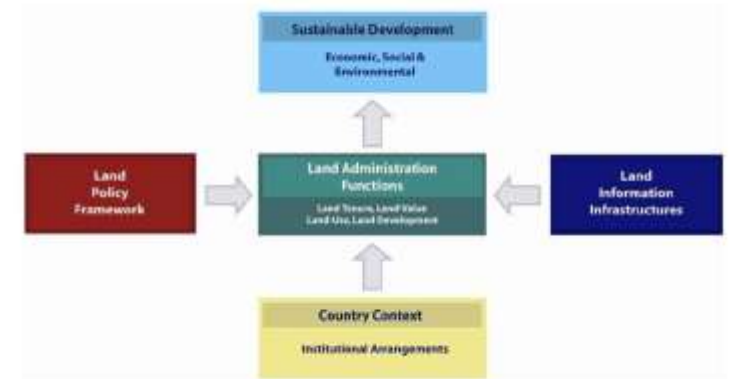 Sustainable Development
Economic, Social &
Environmental
Land
Policy
Framework
Land Administration
Functions
Land Tenure, Land Value
Land Use, Land Development
Land
Information
Infrastructures
Country Context
Institutional Arrangements